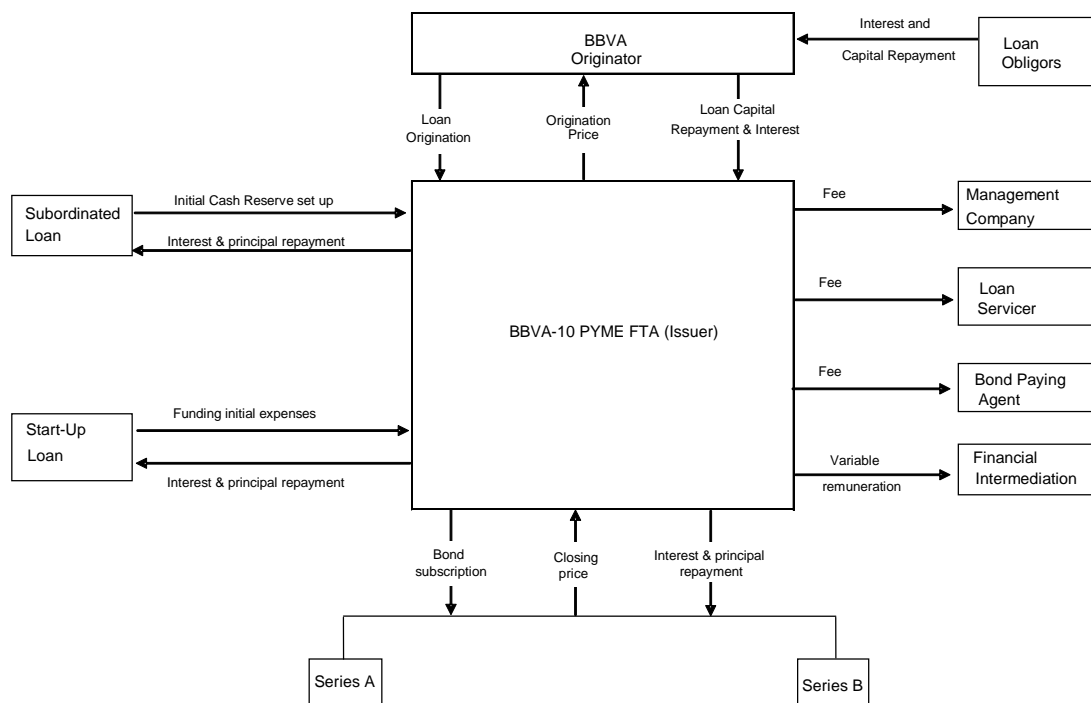 BBVA
Originator
Interest and
Capital Repayment
Loan
Obligors
Loan
Origination
Origination
Price
Loan Capital
Repayment & Interest
Subordinated
Loan
Initial Cash Reserve set up
Interest & principal repayment
Fee
Management
Company
Fee
Loan
Servicer
BBVA-10 PYME FTA (Issuer)
Fee
Bond Paying
Agent
Start-Up
Loan
Funding initial expenses
Interest & principal repayment
Variable
remuneration
Financial
Intermediation
Bond
subscription
Closing
price
Interest & principal
repayment
Series A
Series B